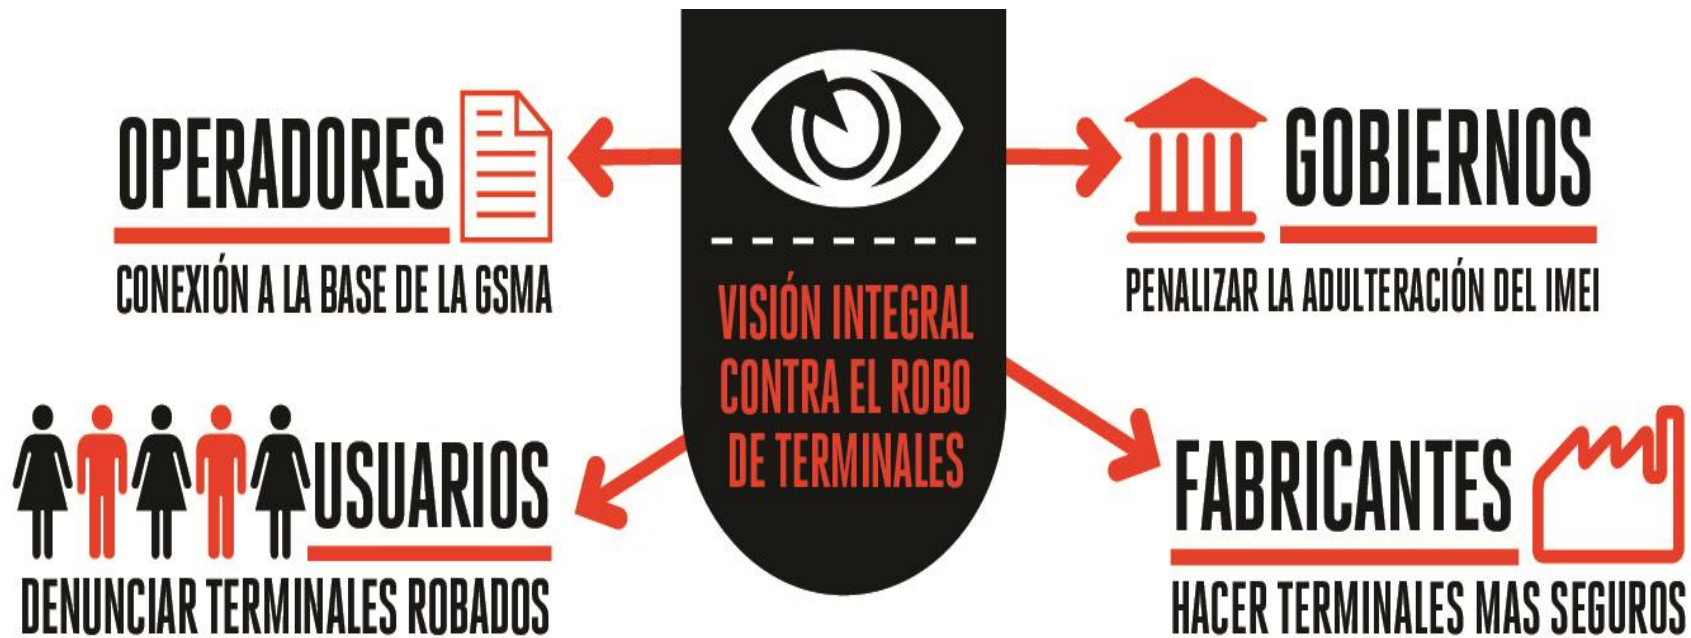 OPERADORES
CONEXIÓN A LA BASE DE LA GSMA
VISIÓN INTEGRAL
CONTRA EL ROBO
DE TERMINALES
GOBIERNOS
PENALIZAR LA ADULTERACIÓN DEL IMEI
USUARIOS
DENUNCIAR TERMINALES ROBADOS
FABRICANTES
HACER TERMINALES MAS SEGUROS